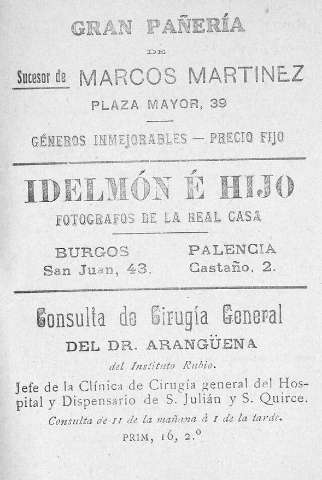 GRAN PAÑERÍA
DE
Sucesor de MARCOS MARTINEZ
PLAZA MAYOR, 39
GÉNEROS INMEJORABLES — PRECIO FIJO
IDELMÓN É HIJO
FOTOGRAFOS DE LA REAL CASA
BURGOS PALENCIA
San Juan, 43. Castaño, 2.
Consulta de Cirugía General
DEL DR. ARANGÜENA
del Instituto Rubio.
Jefe de la Clínica de Cirugía general del Hos-
pital y Dispensario de S. Julián y S. Quirce.
Consulta de 11 de la mañana á 1 de la tarde.
PRIM, 16, 2.º